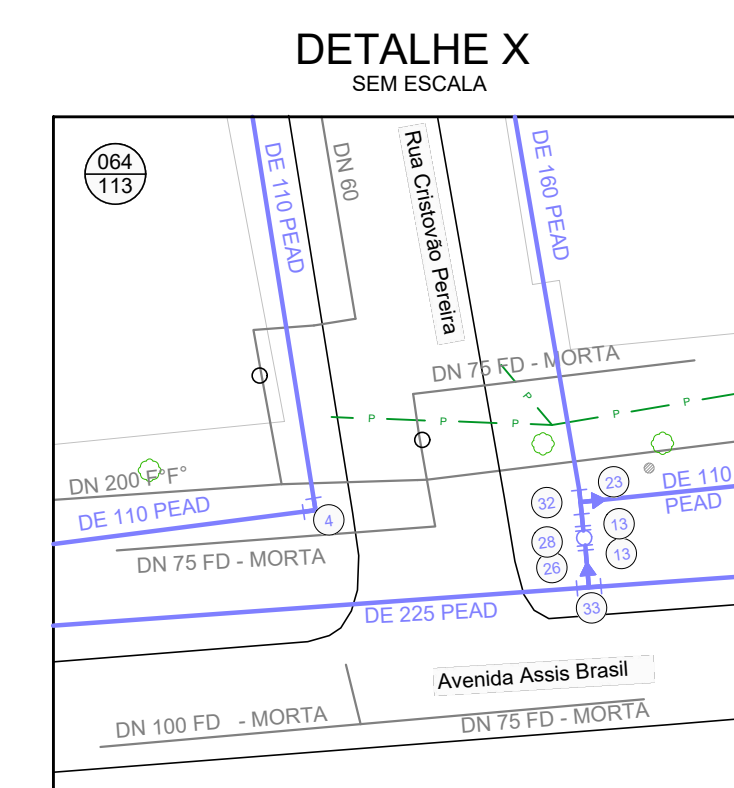 DETALHE X
SEM ESCALA
064
113
DE 110 PEAD
DN 60
Rua Cristovão Pereira
DE 160 PEAD
DN 75 FD - MORTA
P
P
P
P
P
P
DN 200 F°F°
DE 110 PEAD
4
DN 75 FD - MORTA
32
23
DE 110
PEAD
28
13
26
13
33
DE 225 PEAD
Avenida Assis Brasil
DN 100 FD - MORTA
DN 75 FD - MORTA